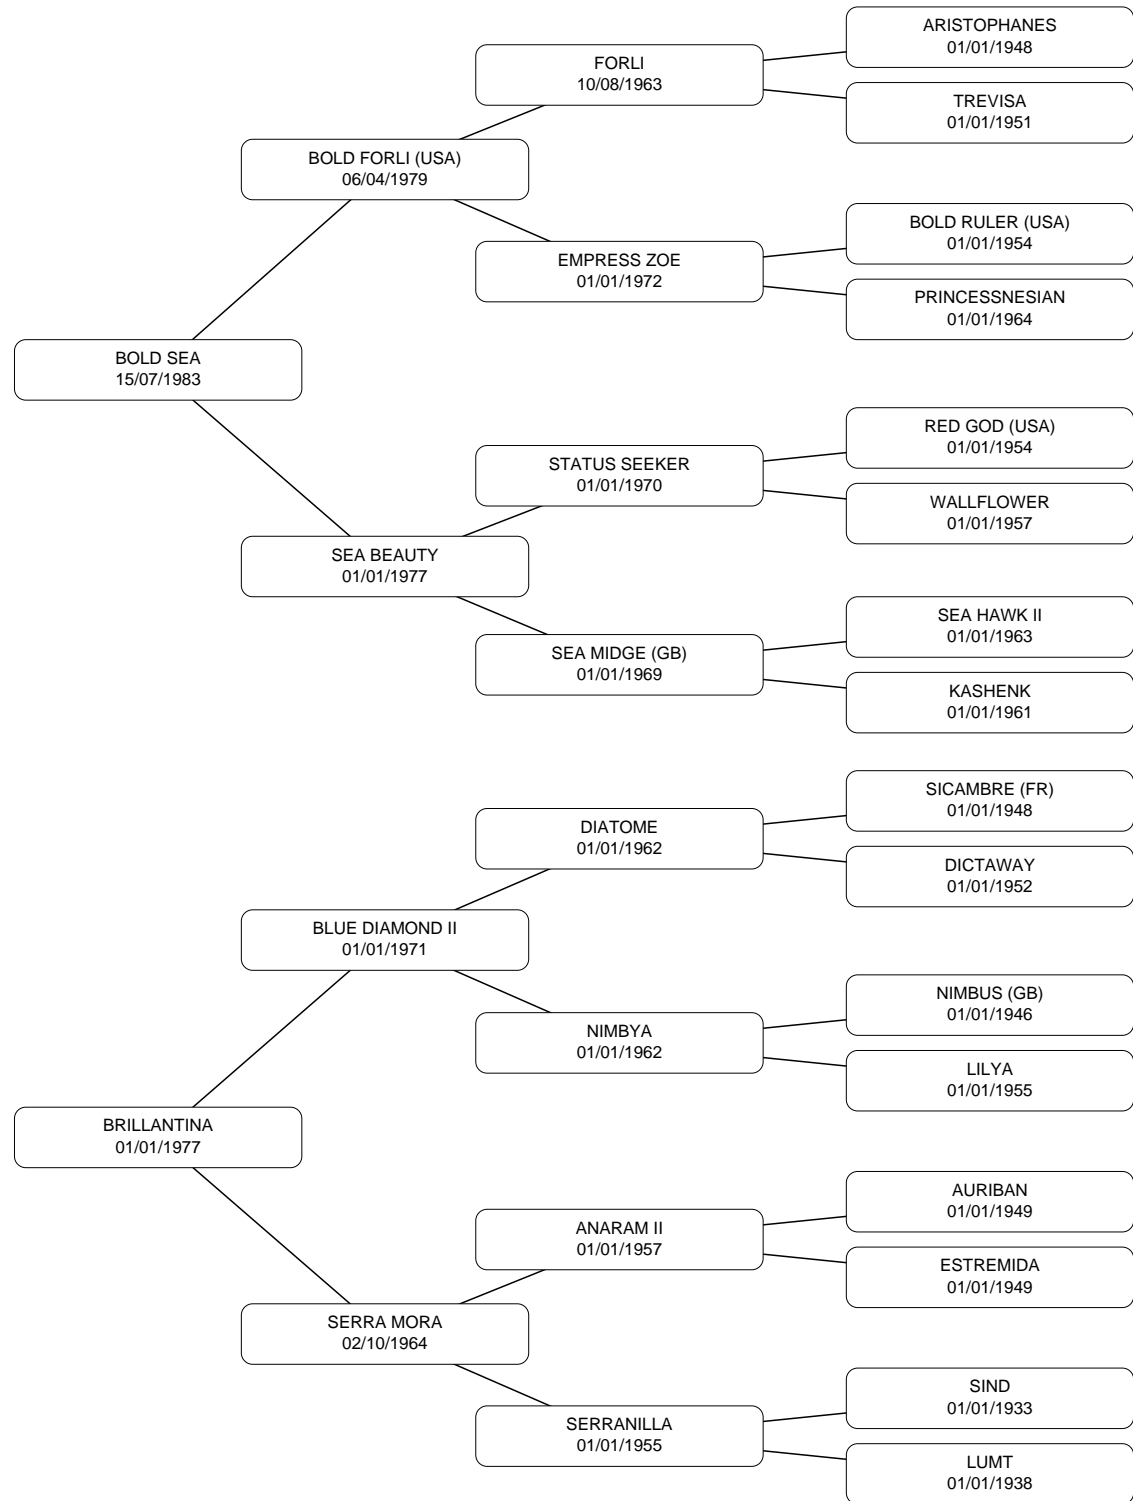 ARISTOPHANES
01/01/1948
FORLI
10/08/1963
TREVISA
01/01/1951
BOLD FORLI (USA)
06/04/1979
BOLD RULER (USA)
01/01/1954
EMPRESS ZOE
01/01/1972
PRINCESSNESIAN
01/01/1964
BOLD SEA
15/07/1983
RED GOD (USA)
01/01/1954
STATUS SEEKER
01/01/1970
WALLFLOWER
01/01/1957
SEA BEAUTY
01/01/1977
SEA HAWK II
01/01/1963
SEA MIDGE (GB)
01/01/1969
KASHENK
01/01/1961
SICAMBRE (FR)
01/01/1948
DIATOME
01/01/1962
DICTAWAY
01/01/1952
BLUE DIAMOND II
01/01/1971
NIMBUS (GB)
01/01/1946
NIMBYA
01/01/1962
LILYA
01/01/1955
BRILLANTINA
01/01/1977
AURIBAN
01/01/1949
ANARAM II
01/01/1957
ESTREMIDA
01/01/1949
SERRA MORA
02/10/1964
SIND
01/01/1933
SERRANILLA
01/01/1955
LUMT
01/01/1938